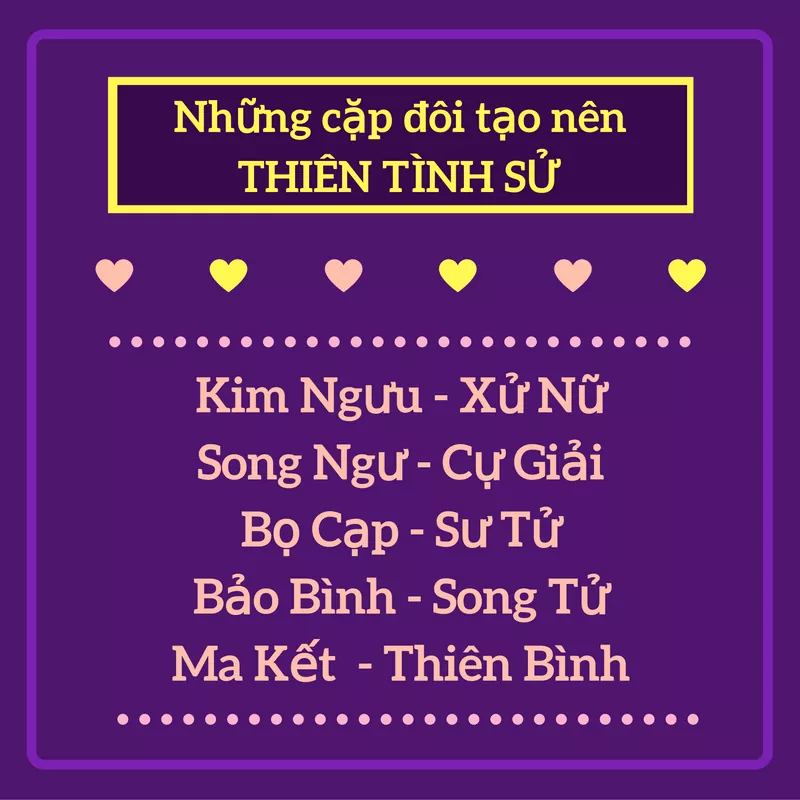 Những cặp đôi tạo nên
THIÊN TÌNH SỬ
Kim Ngưu - Xử Nữ
Song Ngư - Cự Giải
Bọ Cạp - Sư Tử
Bảo Bình - Song Tử
Ma Kết - Thiên Bình